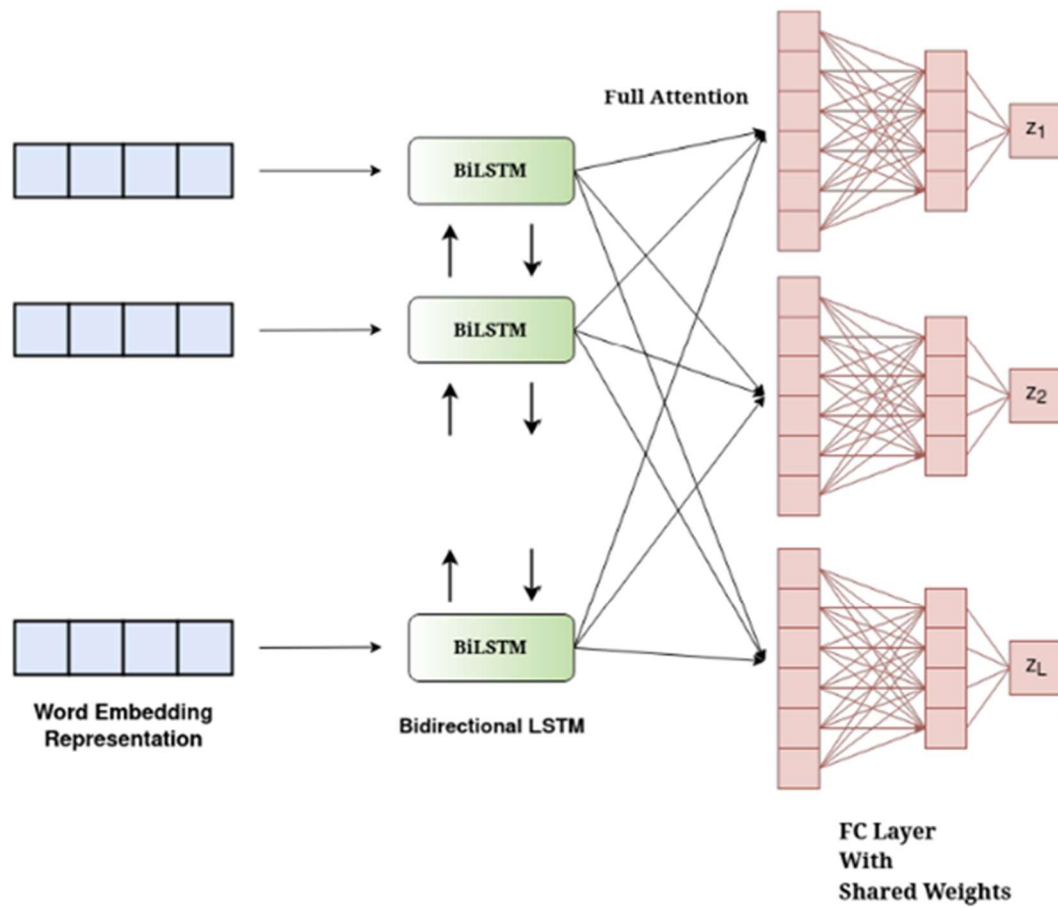 Full Attention
BiLSTM
z1
BiLSTM
z2
BiLSTM
zL
Word Embedding
Representation
Bidirectional LSTM
FC Layer
With
Shared Weights